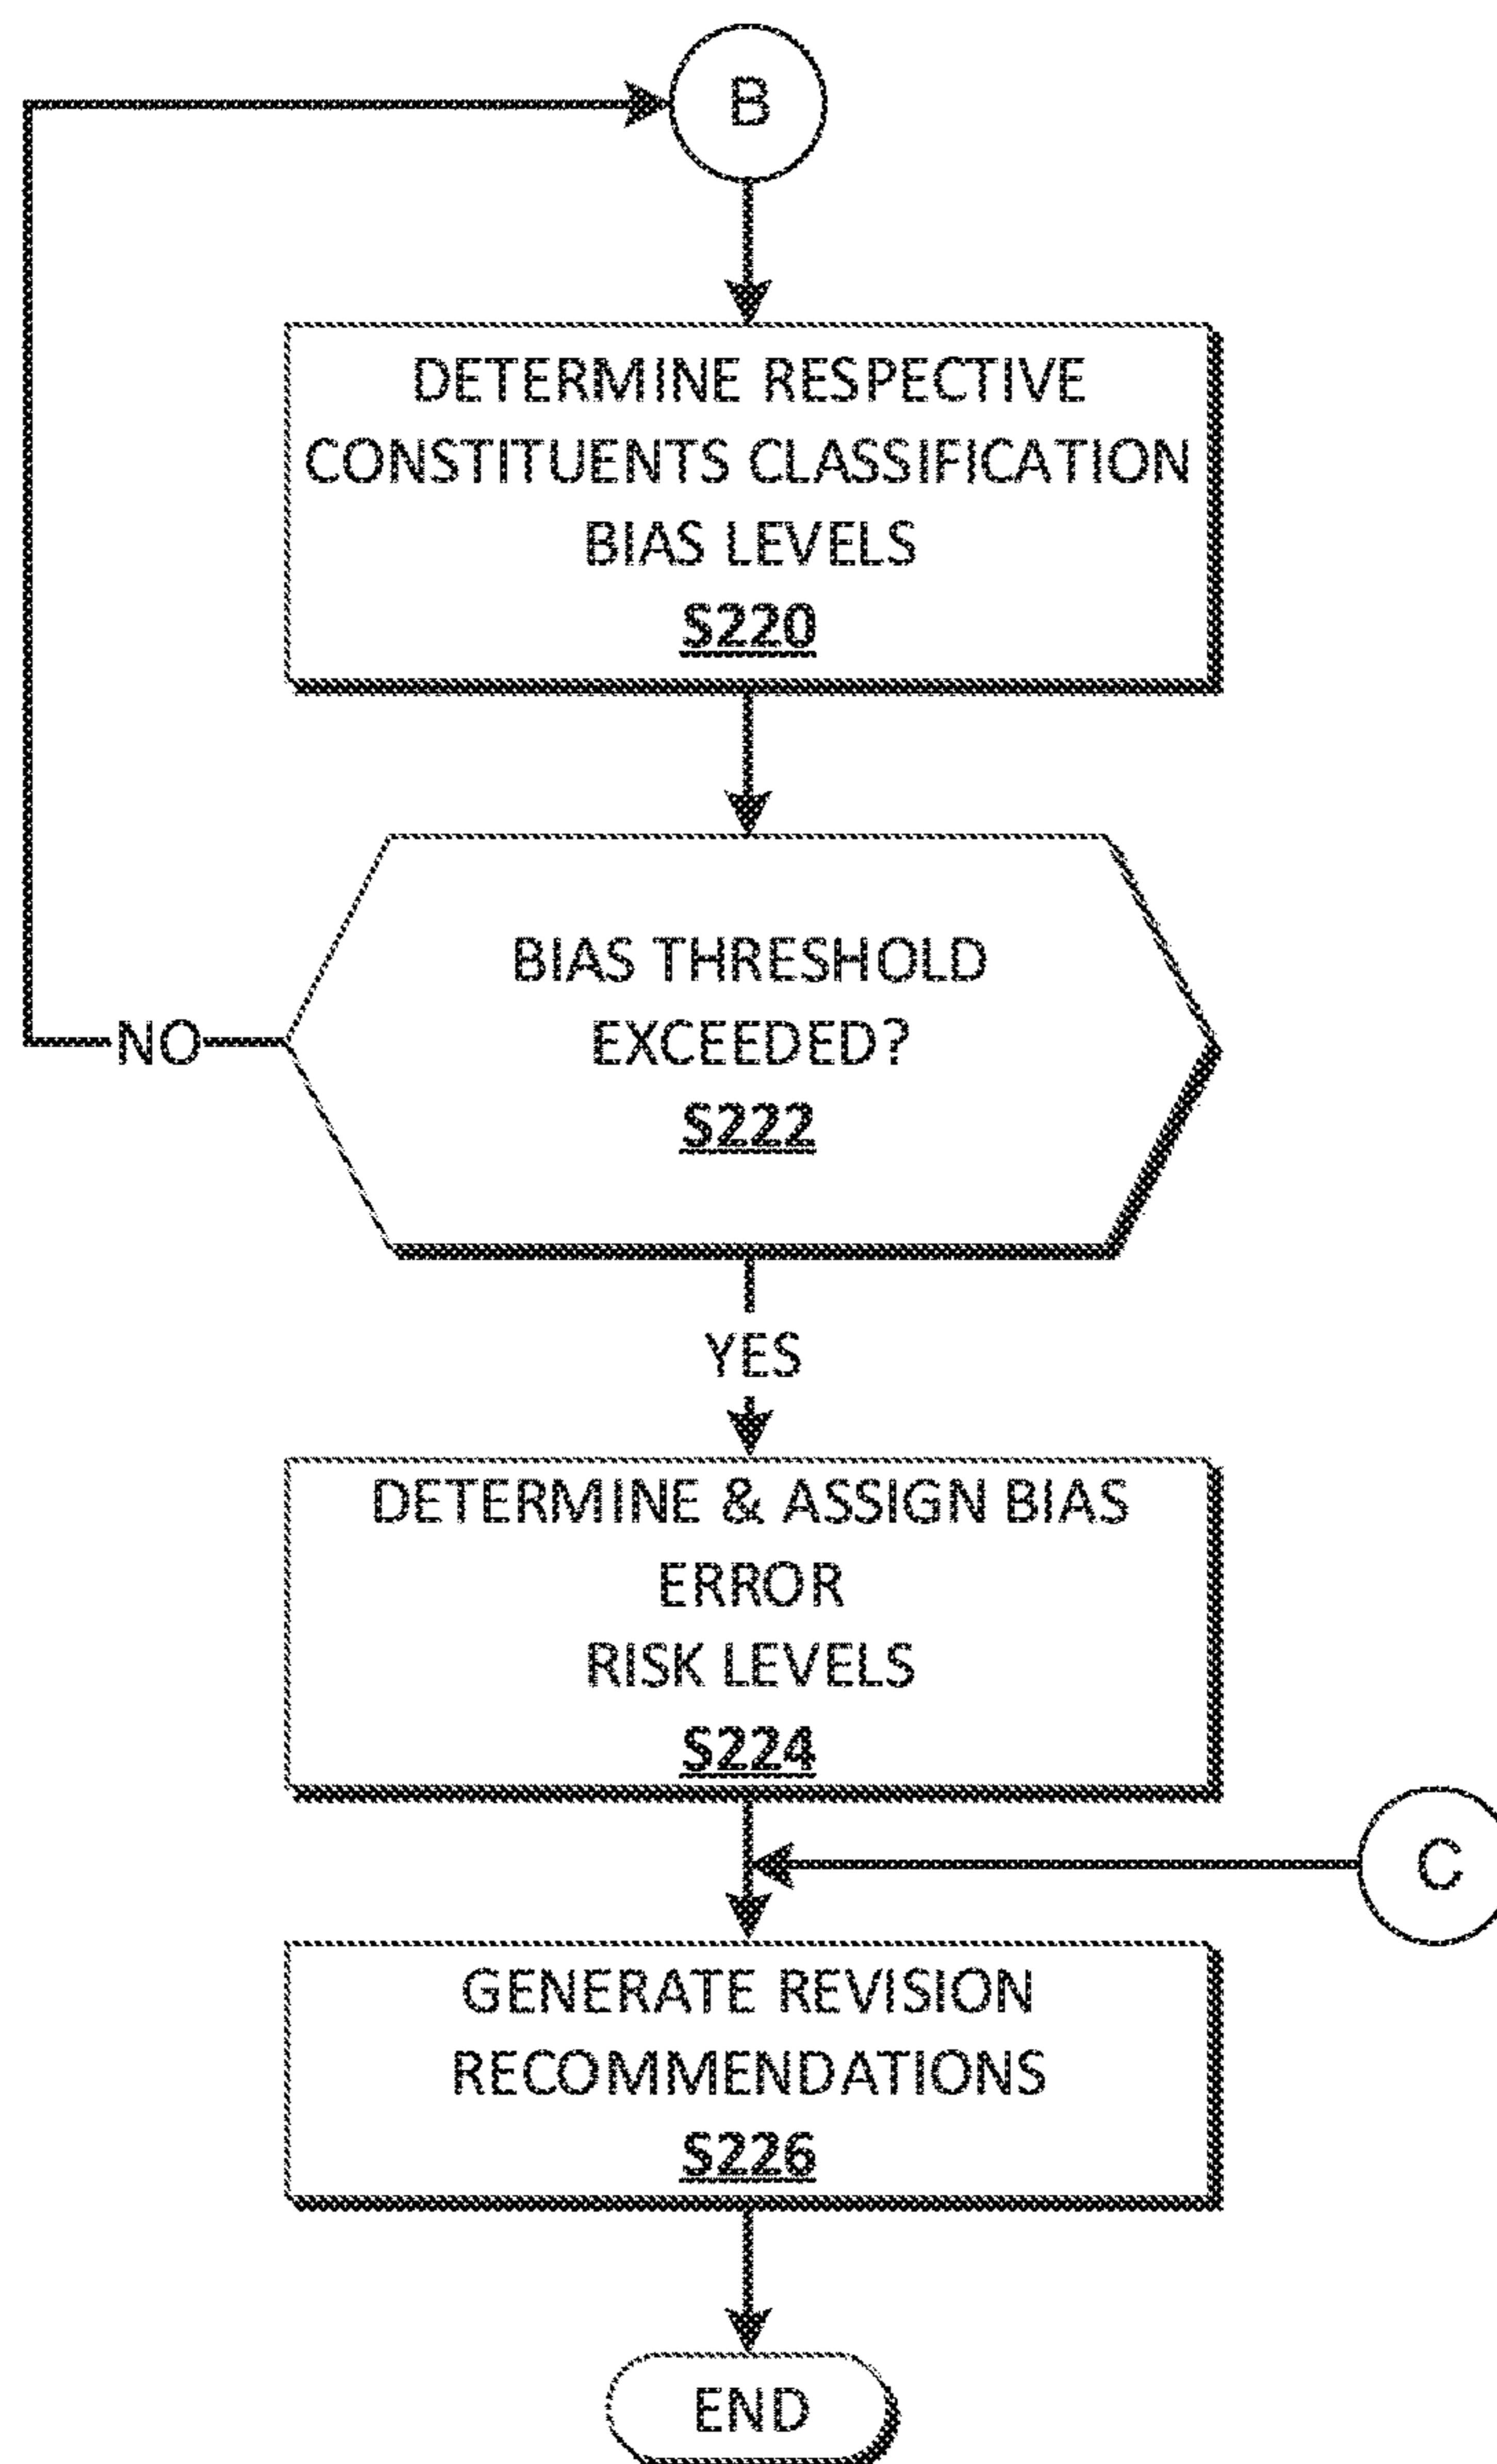 B
DETERMINE RESPECTIVE
CONSTITUENTS CLASSIFICATION
BIAS LEVELS
S220
BIAS THRESHOLD
EXCEEDED?
NO
S222
YES
DETERMINE & ASSIGN BIAS
ERROR
RISK LEVELS
S224
C
GENERATE REVISION
RECOMMENDATIONS
S226
END